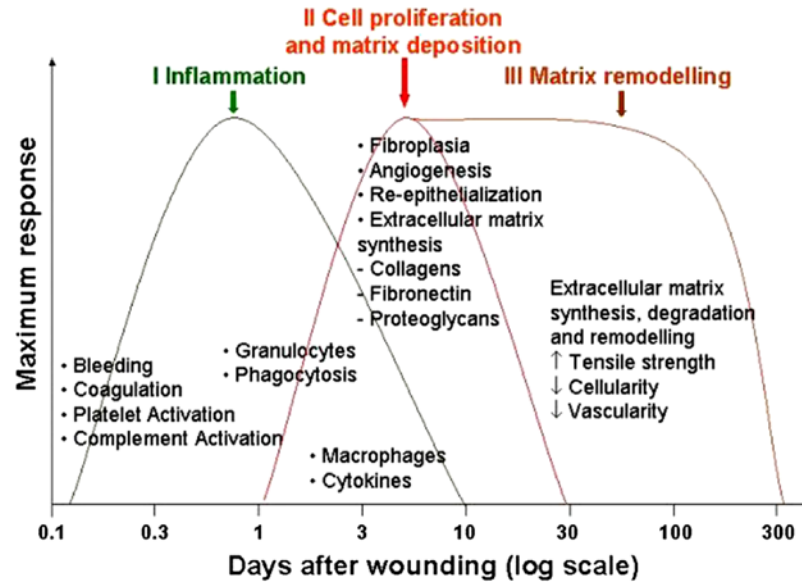 II Cell proliferation
and matrix deposition
I Inflammation
III Matrix remodelling
Maximum response
• Fibroplasia
• Angiogenesis
• Re-epithelialization
• Extracellular matrix
synthesis
- Collagens
- Fibronectin
- Proteoglycans
Extracellular matrix
synthesis, degradation
and remodelling
↑ Tensile strength
↓ Cellularity
↓ Vascularity
• Granulocytes
• Phagocytosis
• Bleeding
• Coagulation
• Platelet Activation
• Complement Activation
• Macrophages
• Cytokines
0.1 0.3 1 3 10 30 100 300
Days after wounding (log scale)